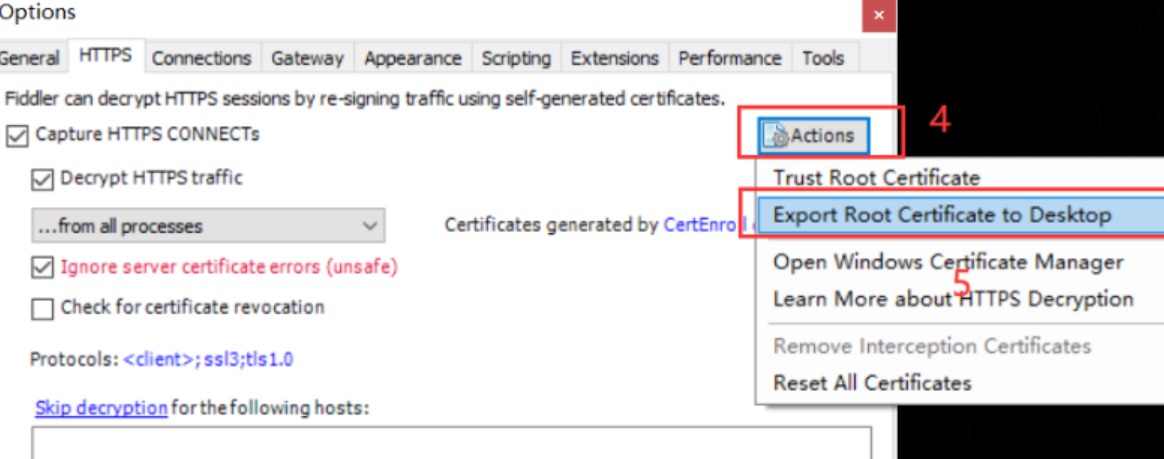 Options
General HTTPS Connections Gateway Appearance Scripting Extensions Performance Tools
Fiddler can decrypt HTTPS sessions by re-signing traffic using self-generated certificates.
Capture HTTPS CONNECTs
Actions
4
Decrypt HTTPS traffic
Trust Root Certificate
...from all processes
Certificates generated by CertEnroll
Export Root Certificate to Desktop
Ignore server certificate errors (unsafe)
Open Windows Certificate Manager
5
Check for certificate revocation
Learn More about HTTPS Decryption
Protocols: <client>; ssl3;tls1.0
Remove Interception Certificates
Reset All Certificates
Skip decryption for the following hosts: